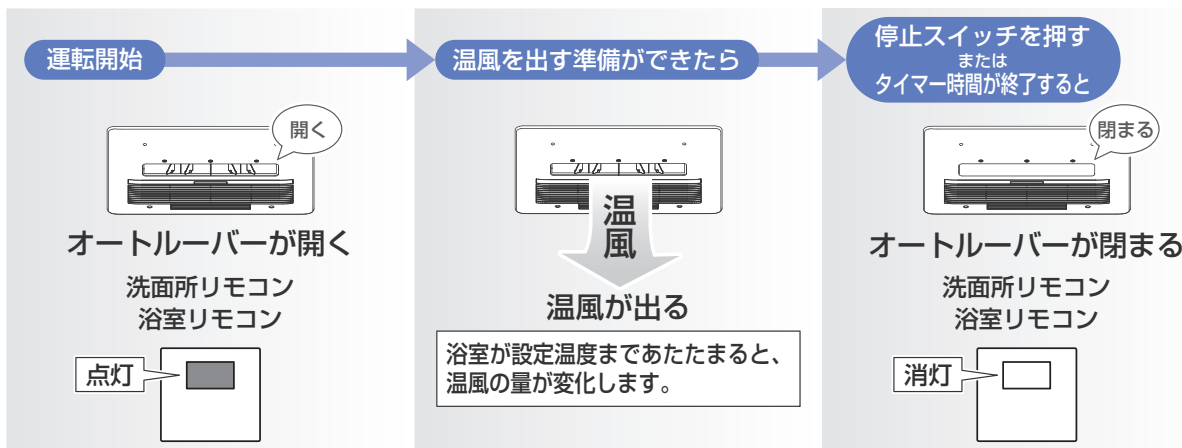 運転開始
開く
オートルーバーが開く
洗面所リモコン
浴室リモコン
点灯
温風を出す準備ができたら
温風
温風が出る
浴室が設定温度まであたたまると、
温風の量が変化します。
停止スイッチを押す
または
タイマー時間が終了すると
閉まる
オートルーバーが閉まる
洗面所リモコン
浴室リモコン
消灯